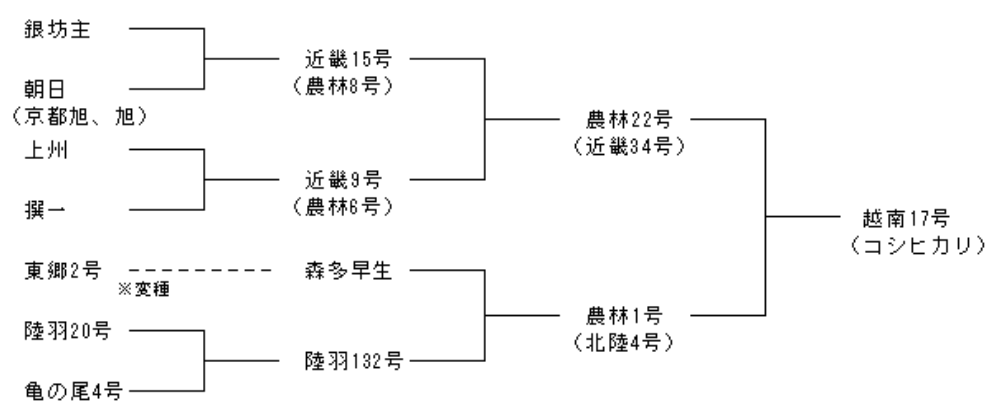 銀坊主
朝日
（京都旭、旭）
上州
撰一
東郷2号
※変種
陸羽20号
亀の尾4号
近畿15号
（農林8号）
近畿9号
（農林6号）
森多早生
陸羽132号
農林22号
（近畿34号）
農林1号
（北陸4号）
越南17号
（コシヒカリ）